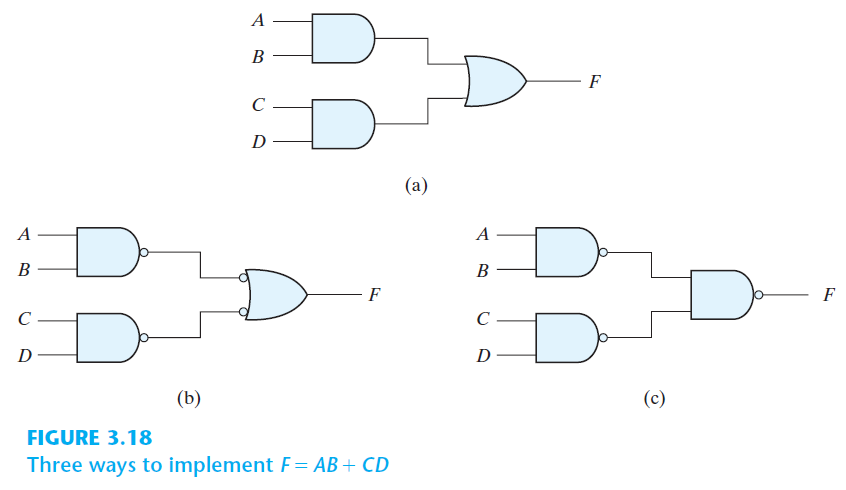 A
B
F
C
D
(a)
A
B
F
C
D
(b)
A
B
F
C
D
(c)
FIGURE 3.18
Three ways to implement F = AB + CD